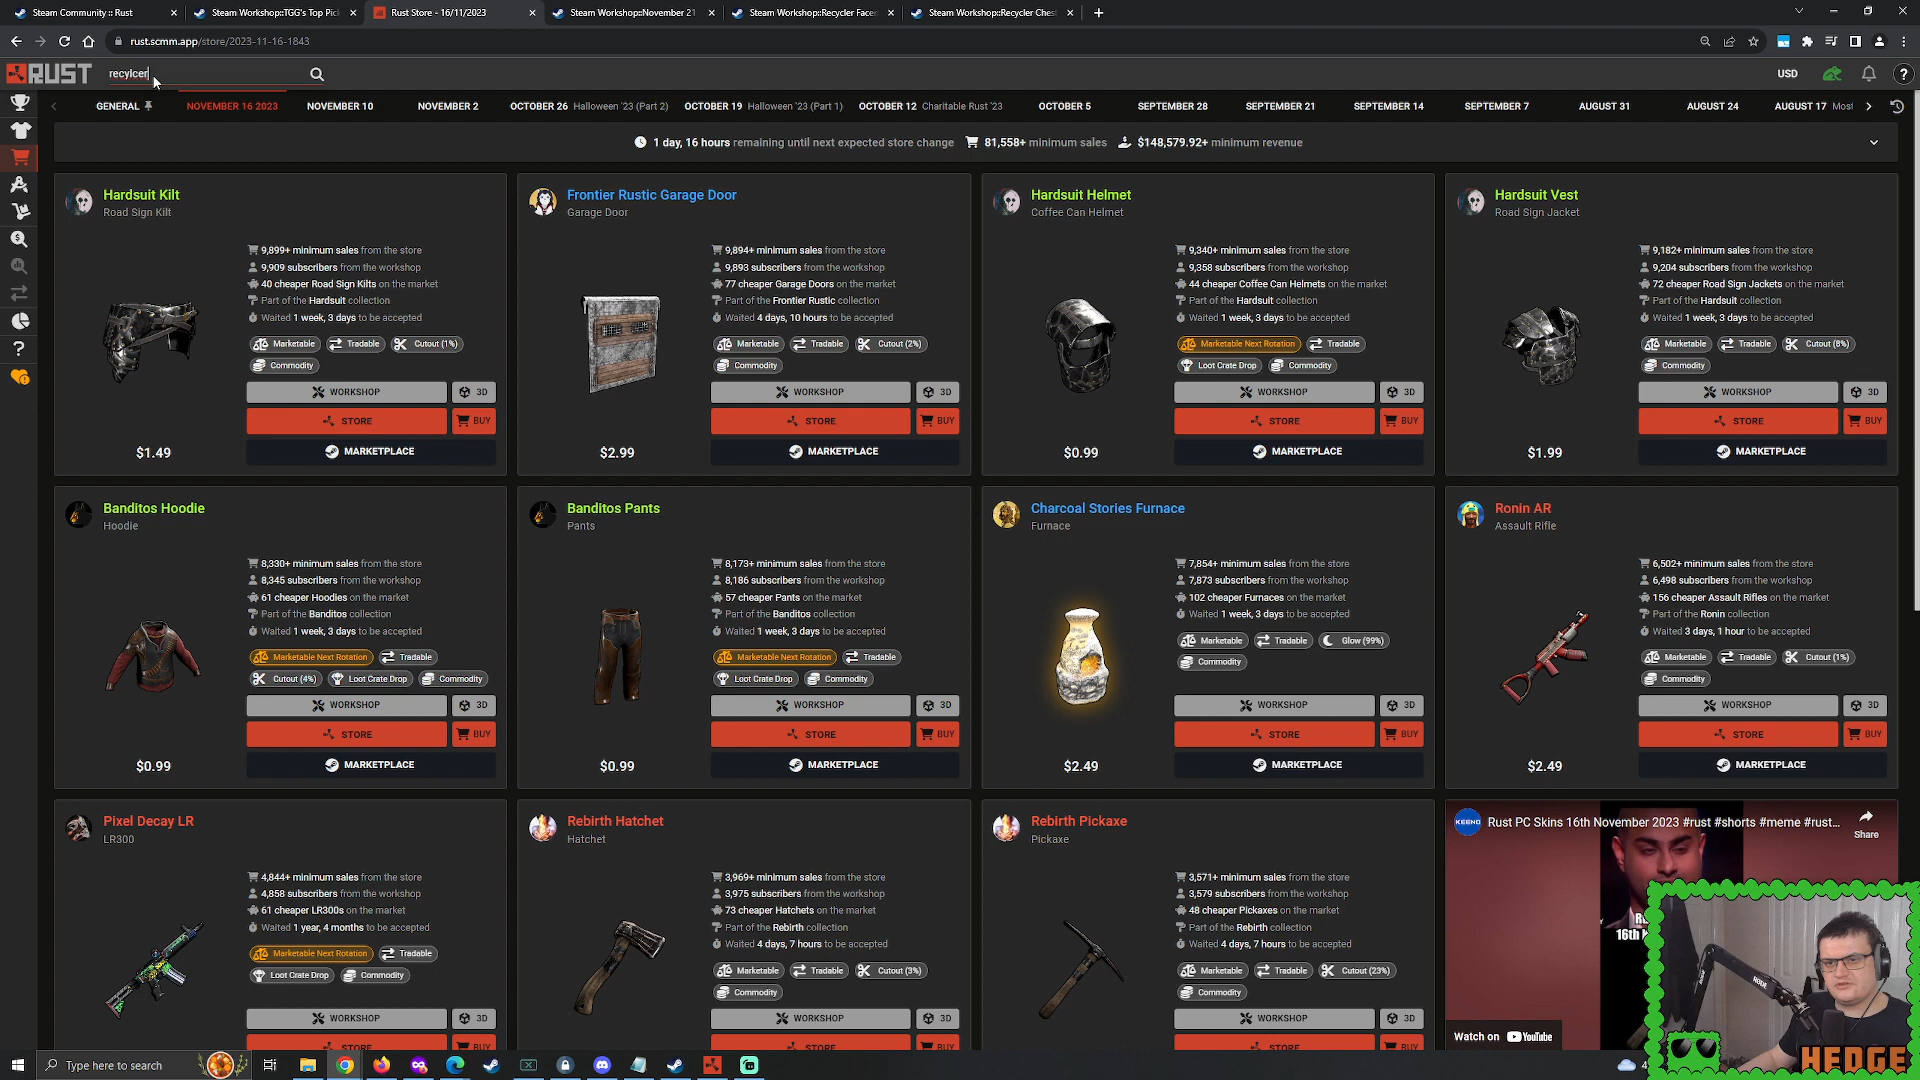 Steam Community :: Rust
Steam Workshop::TGG's Top Pic
Rust Store - 16/11/2023
Steam Workshop::November 21
Steam Workshop::Recycler Facem
Steam Workshop::Recycler Chest
rust.scmm.app/store/2023-11-16-1843
RUST
recylcer
USD
GENERAL
NOVEMBER 16 2023
NOVEMBER 10
NOVEMBER 2
OCTOBER 26 Halloween '23 (Part 2)
OCTOBER 19 Halloween '23 (Part 1)
OCTOBER 12 Charitable Rust '23
OCTOBER 5
SEPTEMBER 28
SEPTEMBER 21
SEPTEMBER 14
SEPTEMBER 7
AUGUST 31
AUGUST 24
AUGUST 17 Most
1 day, 16 hours remaining until next expected store change 81,558+ minimum sales $148,579.92+ minimum revenue
Hardsuit Kilt
Road Sign Kilt
9,899+ minimum sales from the store
9,909 subscribers from the workshop
40 cheaper Road Sign Kilts on the market
Part of the Hardsuit collection
Waited 1 week, 3 days to be accepted
Marketable Tradable Cutout (1%)
Commodity
WORKSHOP 3D
STORE BUY
$1.49 MARKETPLACE
Frontier Rustic Garage Door
Garage Door
9,894+ minimum sales from the store
9,893 subscribers from the workshop
77 cheaper Garage Doors on the market
Part of the Frontier Rustic collection
Waited 4 days, 10 hours to be accepted
Marketable Tradable Cutout (2%)
Commodity
WORKSHOP 3D
STORE BUY
$2.99 MARKETPLACE
Hardsuit Helmet
Coffee Can Helmet
9,340+ minimum sales from the store
9,358 subscribers from the workshop
44 cheaper Coffee Can Helmets on the market
Part of the Hardsuit collection
Waited 1 week, 3 days to be accepted
Marketable Next Rotation Tradable
Loot Crate Drop Commodity
WORKSHOP 3D
STORE BUY
$0.99 MARKETPLACE
Hardsuit Vest
Road Sign Jacket
9,182+ minimum sales from the store
9,204 subscribers from the workshop
72 cheaper Road Sign Jackets on the market
Part of the Hardsuit collection
Waited 1 week, 3 days to be accepted
Marketable Tradable Cutout (8%)
Commodity
WORKSHOP 3D
STORE BUY
$1.99 MARKETPLACE
Banditos Hoodie
Hoodie
8,330+ minimum sales from the store
8,345 subscribers from the workshop
61 cheaper Hoodies on the market
Part of the Banditos collection
Waited 1 week, 3 days to be accepted
Marketable Next Rotation Tradable
Cutout (4%) Loot Crate Drop Commodity
WORKSHOP 3D
STORE BUY
$0.99 MARKETPLACE
Banditos Pants
Pants
8,173+ minimum sales from the store
8,186 subscribers from the workshop
57 cheaper Pants on the market
Part of the Banditos collection
Waited 1 week, 3 days to be accepted
Marketable Next Rotation Tradable
Loot Crate Drop Commodity
WORKSHOP 3D
STORE BUY
$0.99 MARKETPLACE
Charcoal Stories Furnace
Furnace
7,854+ minimum sales from the store
7,873 subscribers from the workshop
102 cheaper Furnaces on the market
Waited 1 week, 3 days to be accepted
Marketable Tradable Glow (99%)
Commodity
WORKSHOP 3D
STORE BUY
$2.49 MARKETPLACE
Ronin AR
Assault Rifle
6,502+ minimum sales from the store
6,498 subscribers from the workshop
156 cheaper Assault Rifles on the market
Part of the Ronin collection
Waited 3 days, 1 hour to be accepted
Marketable Tradable Cutout (1%)
Commodity
WORKSHOP 3D
STORE BUY
$2.49 MARKETPLACE
Pixel Decay LR
LR300
4,844+ minimum sales from the store
4,858 subscribers from the workshop
61 cheaper LR300s on the market
Waited 1 year, 4 months to be accepted
Marketable Next Rotation Tradable
Loot Crate Drop Commodity
WORKSHOP 3D
STORE BUY
Rebirth Hatchet
Hatchet
3,969+ minimum sales from the store
3,975 subscribers from the workshop
73 cheaper Hatchets on the market
Part of the Rebirth collection
Waited 4 days, 7 hours to be accepted
Marketable Tradable Cutout (3%)
Commodity
WORKSHOP 3D
STORE BUY
Rebirth Pickaxe
Pickaxe
3,571+ minimum sales from the store
3,579 subscribers from the workshop
48 cheaper Pickaxes on the market
Part of the Rebirth collection
Waited 4 days, 7 hours to be accepted
Marketable Tradable Cutout (23%)
Commodity
WORKSHOP 3D
STORE BUY
KEENO
Rust PC Skins 16th November 2023 #rust #shorts #meme #rust...
Share
16th
Watch on YouTube
RØDE
HEDGE
Type here to search